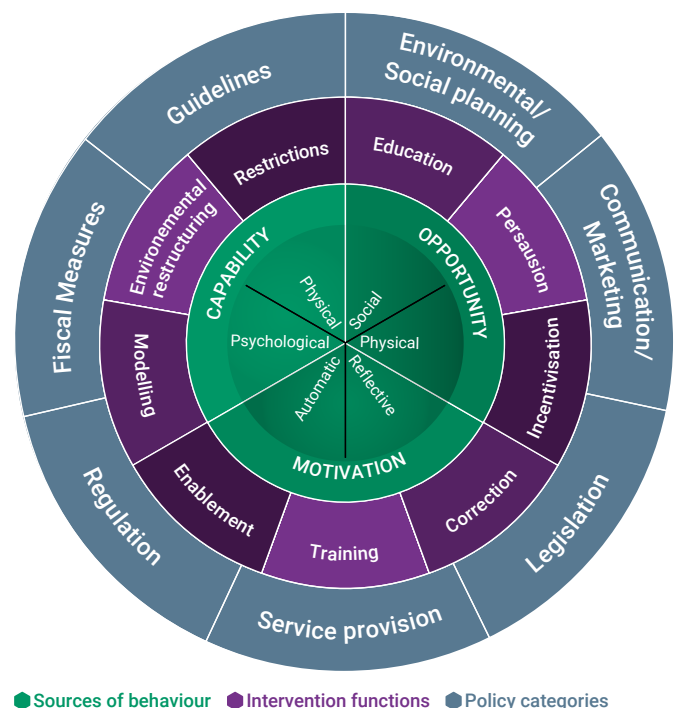 Guidelines
Environmental/
Social planning
Communication/
Marketing
Legislation
Service provision
Regulation
Fiscal Measures
Restrictions
Education
Persausion
Incentivisation
Correction
Training
Enablement
Modelling
Environemental
restructuring
CAPABILITY
OPPORTUNITY
MOTIVATION
Physical
Social
Psychological
Physical
Automatic
Reflective
Sources of behaviour
Intervention functions
Policy categories